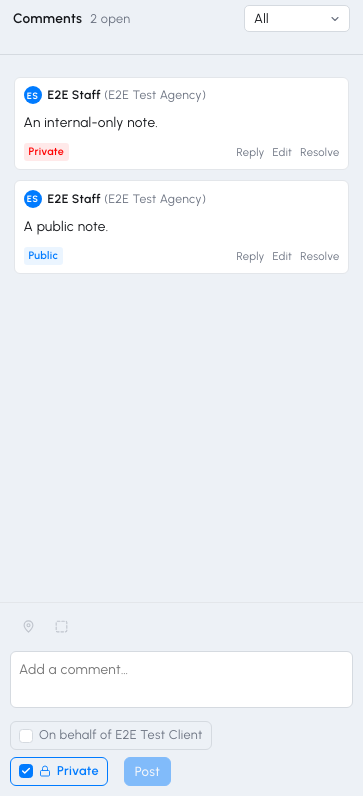 Comments 2 open All
ES E2E Staff (E2E Test Agency)
An internal-only note.
Private Reply Edit Resolve
ES E2E Staff (E2E Test Agency)
A public note.
Public Reply Edit Resolve
Add a comment...
On behalf of E2E Test Client
Private Post